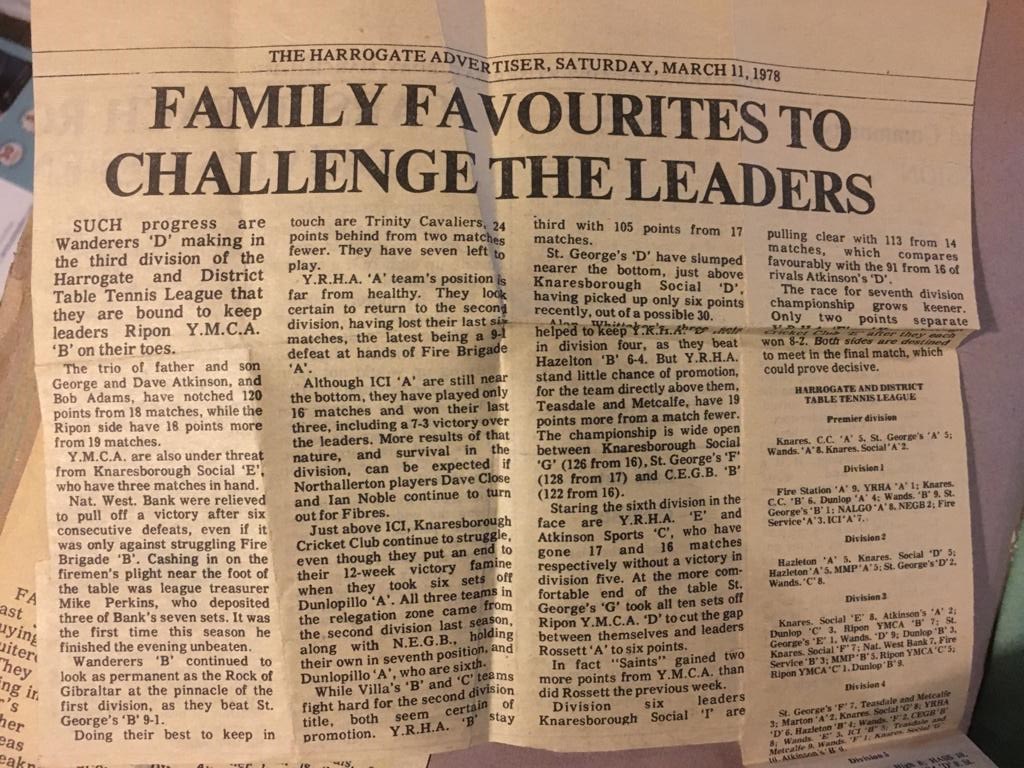 THE HARROGATE ADVERTISER, SATURDAY, MARCH 11, 1978
FAMILY FAVOURITES TO
CHALLENGE THE LEADERS
SUCH progress are
Wanderers 'D' making in
the third division of the
Harrogate and District
Table Tennis League that
they are bound to keep
leaders Ripon Y.M.C.A.
'B' on their toes.
The trio of father and son
George and Dave Atkinson, and
Bob Adams, have notched 120
points from 18 matches, while the
Ripon side have 18 points more
from 19 matches.
Y.M.C.A. are also under threat
from Knaresborough Social 'E',
who have three matches in hand.
Nat. West. Bank were relieved
to pull off a victory after six
consecutive defeats, even if it
was only against struggling Fire
Brigade 'B'. Cashing in on the
firemen's plight near the foot of
the table was league treasurer
Mike Perkins, who deposited
three of Bank's seven sets. It was
the first time this season he
finished the evening unbeaten.
Wanderers 'B' continued to
look as permanent as the Rock of
Gibraltar at the pinnacle of the
first division, as they beat St.
George's 'B' 9-1.
Doing their best to keep in
touch are Trinity Cavaliers, 24
points behind from two matches
fewer. They have seven left to
play.
Y.R.H.A. 'A' team's position is
far from healthy. They look
certain to return to the second
division, having lost their last six
matches, the latest being a 9-1
defeat at hands of Fire Brigade
'A'.
Although ICI 'A' are still near
the bottom, they have played only
16 matches and won their last
three, including a 7-3 victory over
the leaders. More results of that
nature, and survival in the
division, can be expected if
Northallerton players Dave Close
and Ian Noble continue to turn
out for Fibres.
Just above ICI, Knaresborough
Cricket Club continue to struggle,
even though they put an end to
their 12-week victory famine
when they took six sets off
Dunlopillo 'A'. All three teams in
the relegation zone came from
the second division last season,
along with N.E.G.B., holding
their own in seventh position, and
Dunlopillo 'A', who are sixth.
While Villa's 'B' and 'C' teams
fight hard for the second division
title, both seem certain of
promotion. Y.R.H.A. 'B' stay
third with 105 points from 17
matches.
St. George's 'D' have slumped
nearer the bottom, just above
Knaresborough Social 'D',
having picked up only six points
recently, out of a possible 30.
helped to keep Y.R.H.A.
in division four, as they beat
Hazelton 'B' 6-4. But Y.R.H.A.
stand little chance of promotion,
for the team directly above them,
Teasdale and Metcalfe, have 19
points more from a match fewer.
The championship is wide open
between Knaresborough Social
'G' (126 from 16), St. George's 'F'
(128 from 17) and C.E.G.B. 'B'
(122 from 16).
Staring the sixth division in the
face are Y.R.H.A. 'E' and
Atkinson Sports 'C', who have
gone 17 and 16 matches
respectively without a victory in
division five. At the more com-
fortable end of the table St.
George's 'G' took all ten sets off
Ripon Y.M.C.A. 'D' to cut the gap
between themselves and leaders
Rossett 'A' to six points.
In fact "Saints" gained two
more points from Y.M.C.A. than
did Rossett the previous week.
Division six leaders
Knaresborough Social 'I' are
pulling clear with 113 from 14
matches, which compares
favourably with the 91 from 16 of
rivals Atkinson's 'D'.
The race for seventh division
championship grows keener.
Only two points separate
after they each
won 8-2. Both sides are destined
to meet in the final match, which
could prove decisive.
HARROGATE AND DISTRICT
TABLE TENNIS LEAGUE
Premier division
Knares. C.C. 'A' 5, St. George's 'A' 5;
Wands. 'A' 8, Knares. Social 'A' 2.
Division 1
Fire Station 'A' 9, YRHA 'A' 1; Knares.
C.C. 'B' 6, Dunlop 'A' 4; Wands. 'B' 9, St.
George's 'B' 1; NALGO 'A' 8, NEGB 2; Fire
Service 'A' 3, ICI 'A' 7.
Division 2
Hazleton 'A' 5, Knares. Social 'D' 5;
Hazleton 'A' 5, MMP 'A' 5; St. George's 'D' 2,
Wands. 'C' 8.
Division 3
Knares. Social 'E' 8, Atkinson's 'A' 2;
Dunlop 'C' 3, Ripon YMCA 'B' 7; St.
George's 'E' 1, Wands. 'D' 9; Dunlop 'B' 3,
Knares. Social 'F' 7; Nat. West Bank 7, Fire
Service 'B' 3; MMP 'B' 5, Ripon YMCA 'C' 5;
Ripon YMCA 'C' 1, Dunlop 'B' 9.
Division 4
St. George's 'F' 7, Teasdale and Metcalfe
3; Marton 'A' 2, Knares. Social 'G' 8; YRHA
'D' 6, Hazleton 'B' 4; Wands. 'F' 2, CEGB 'B'
8; Wands. 'E' 5, ICI 'B' 5; Teasdale and
Metcalfe 9, Wands. 'F' 1; Knares. Social 'G'
10, Atkinson's 'B' 0.
Division 5